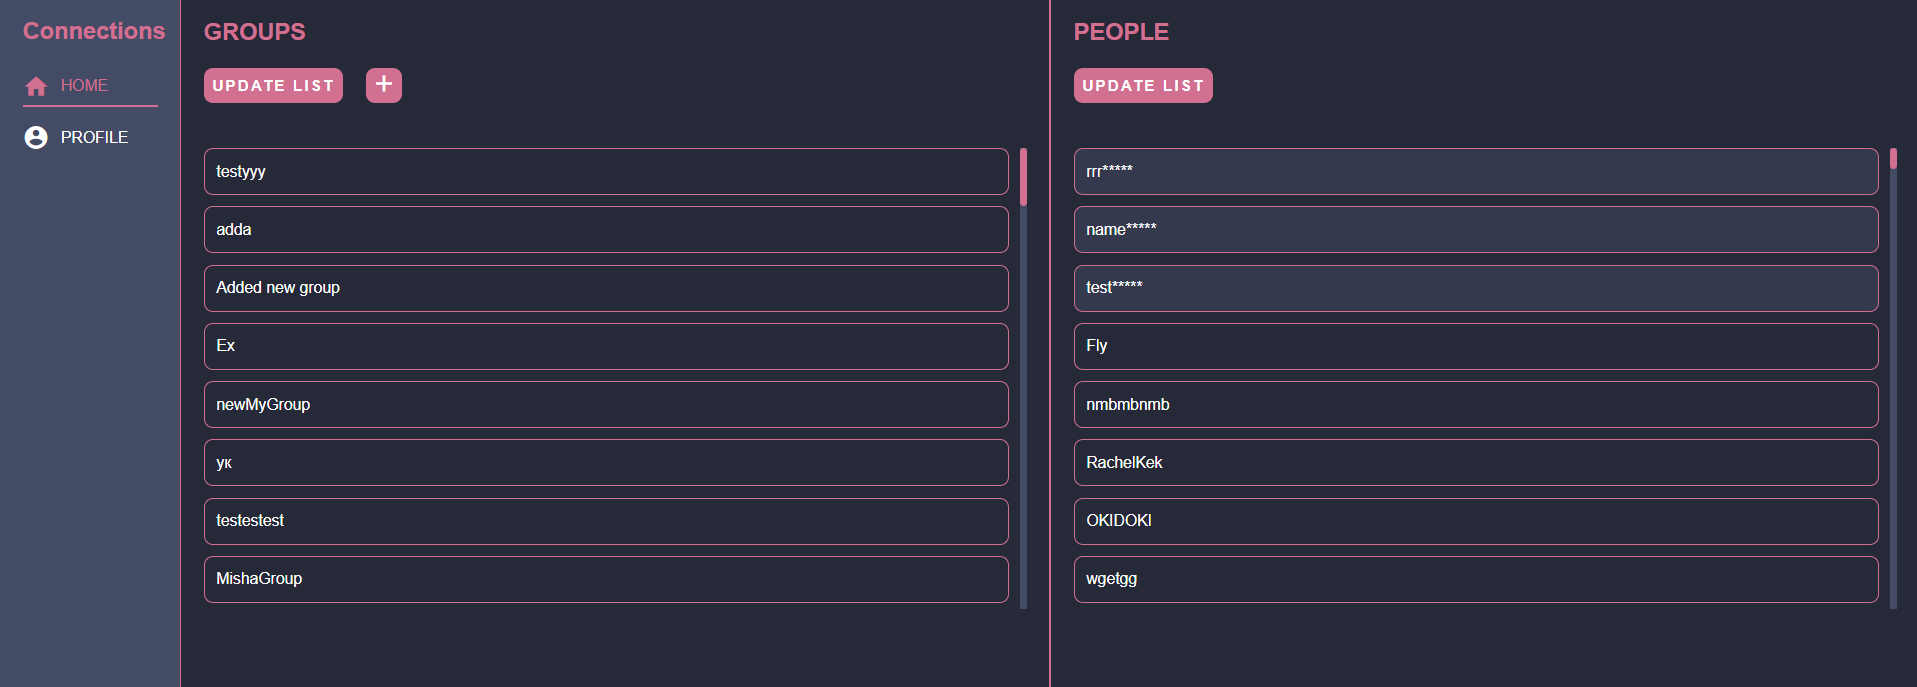 Connections
HOME
PROFILE
GROUPS
UPDATE LIST +
testyyy
adda
Added new group
Ex
newMyGroup
ук
testestest
MishaGroup
PEOPLE
UPDATE LIST
rrr*****
name*****
test*****
Fly
nmbmbnmb
RachelKek
OKIDOKI
wgetgg